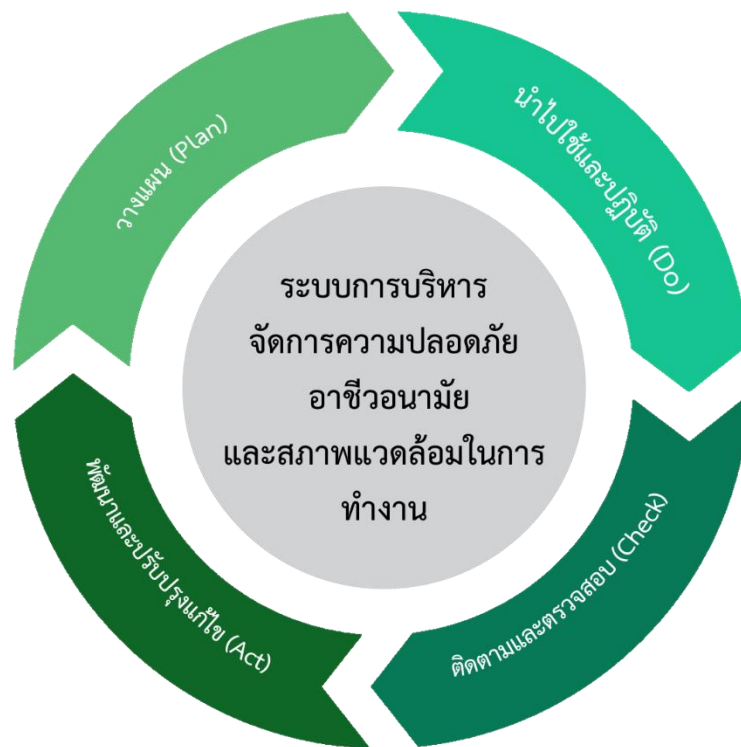 วางแผน (Plan)
นำไปใช้และปฏิบัติ (Do)
ติดตามและตรวจสอบ (Check)
พัฒนาและปรับปรุงแก้ไข (Act)
ระบบการบริหาร
จัดการความปลอดภัย
อาชีวอนามัย
และสภาพแวดล้อมในการ
ทำงาน